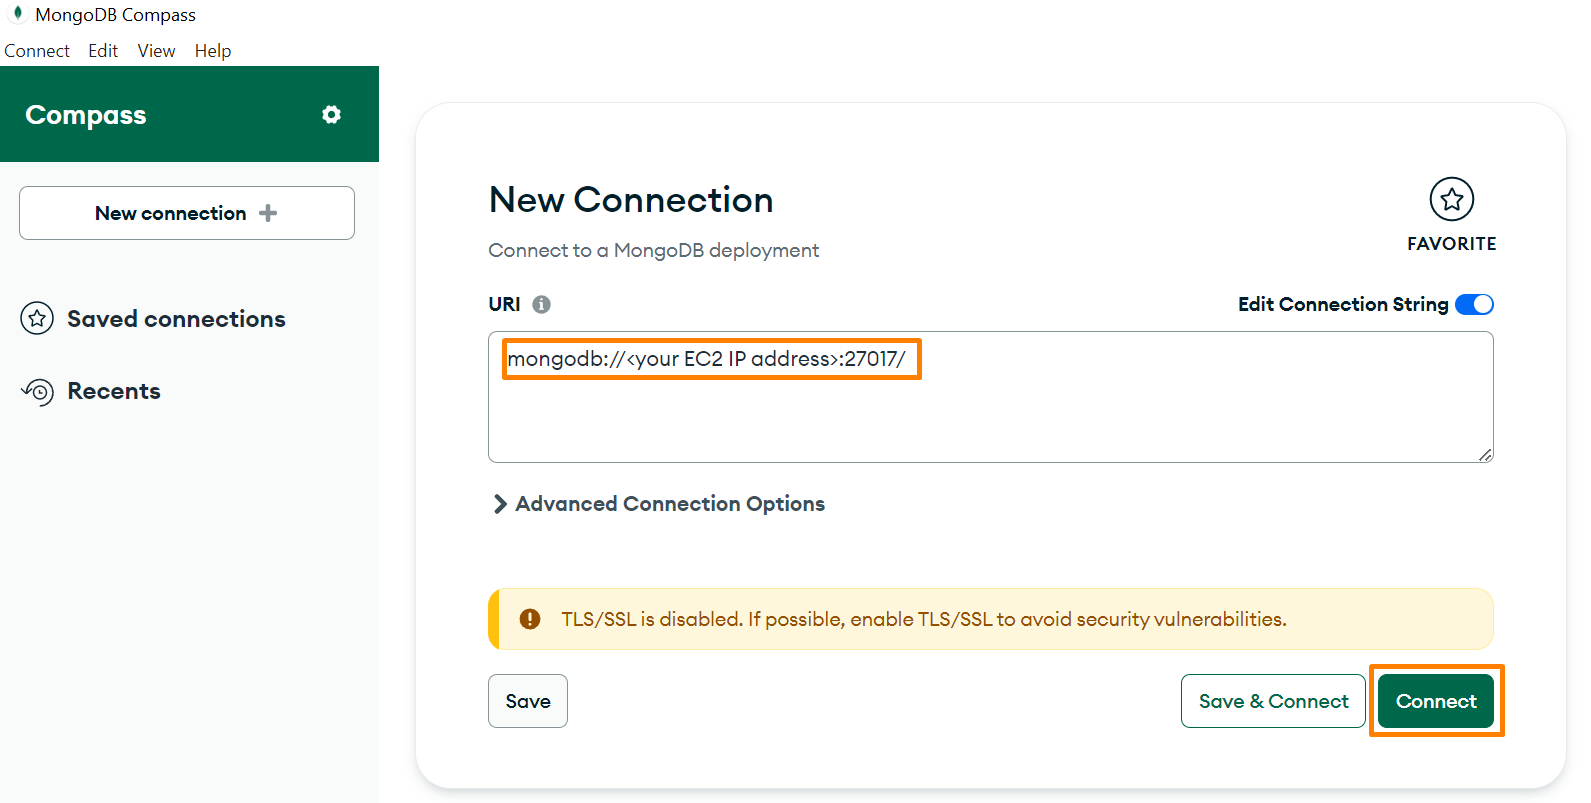 MongoDB Compass
Connect Edit View Help
Compass
New connection
Saved connections
Recents
New Connection
Connect to a MongoDB deployment
FAVORITE
URI
Edit Connection String
mongodb://<your EC2 IP address>:27017/
Advanced Connection Options
TLS/SSL is disabled. If possible, enable TLS/SSL to avoid security vulnerabilities.
Save
Save & Connect
Connect